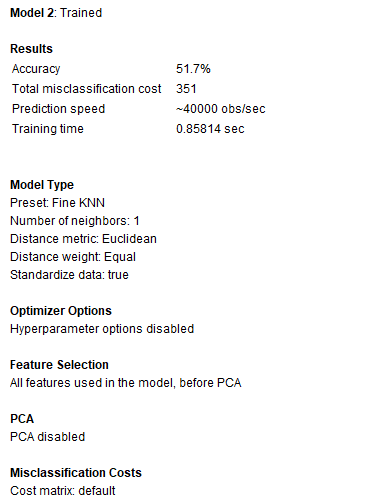 Model 2: Trained
Results
Accuracy 51.7%
Total misclassification cost 351
Prediction speed ~40000 obs/sec
Training time 0.85814 sec
Model Type
Preset: Fine KNN
Number of neighbors: 1
Distance metric: Euclidean
Distance weight: Equal
Standardize data: true
Optimizer Options
Hyperparameter options disabled
Feature Selection
All features used in the model, before PCA
PCA
PCA disabled
Misclassification Costs
Cost matrix: default